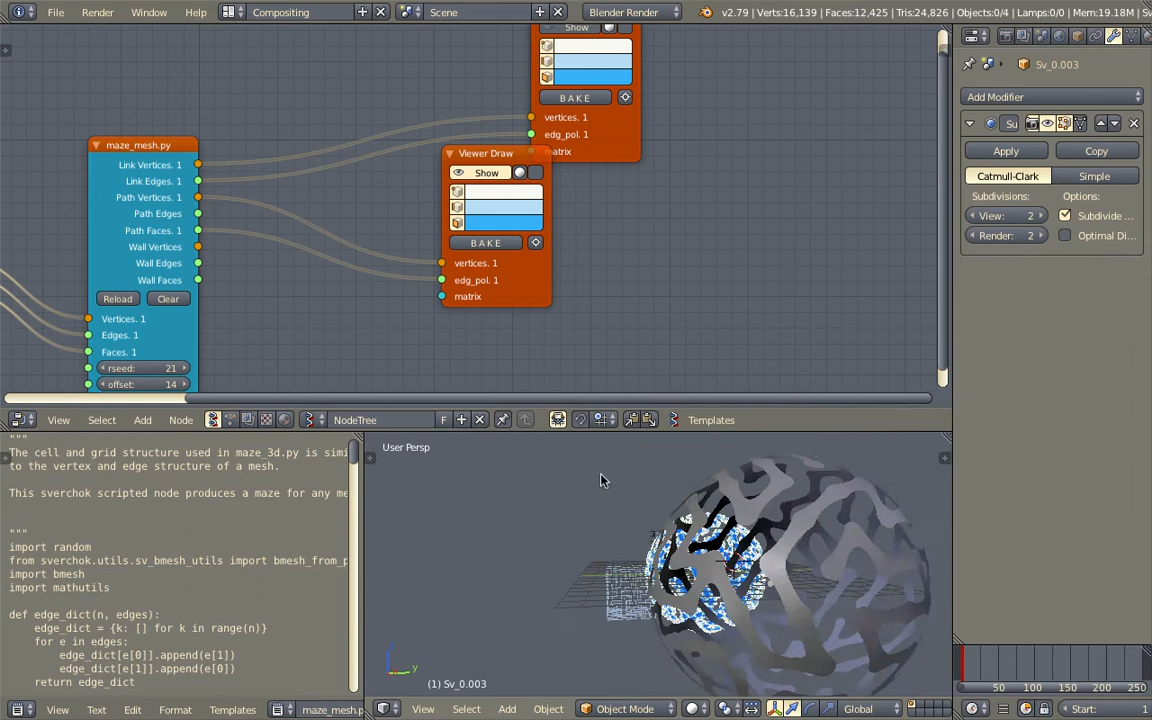 File Render Window Help Compositing Scene Blender Render v2.79 | Verts:16,139 | Faces:12,425 | Tris:24,826 | Objects:0/4 | Lamps:0/0 | Mem:19.18M | Sv
Show
BAKE
vertices. 1
edg_pol. 1
matrix
maze_mesh.py
Link Vertices. 1
Link Edges. 1
Path Vertices. 1
Path Edges
Path Faces. 1
Wall Vertices
Wall Edges
Wall Faces
Reload Clear
Vertices. 1
Edges. 1
Faces. 1
rseed: 21
offset: 14
Viewer Draw
Show
BAKE
vertices. 1
edg_pol. 1
matrix
Sv_0.003
Add Modifier
Su
Apply Copy
Catmull-Clark Simple
Subdivisions: Options:
View: 2 Subdivide ...
Render: 2 Optimal Di...
View Select Add Node NodeTree F Templates
"""
The cell and grid structure used in maze_3d.py is simi
to the vertex and edge structure of a mesh.
This sverchok scripted node produces a maze for any me
"""
import random
from sverchok.utils.sv_bmesh_utils import bmesh_from_p
import bmesh
import mathutils
def edge_dict(n, edges):
edge_dict = {k: [] for k in range(n)}
for e in edges:
edge_dict[e[0]].append(e[1])
edge_dict[e[1]].append(e[0])
return edge_dict
View Text Edit Format Templates maze_mesh.p
User Persp
y
(1) Sv_0.003
View Select Add Object Object Mode Global
50 100 150 200 250
Start: 1